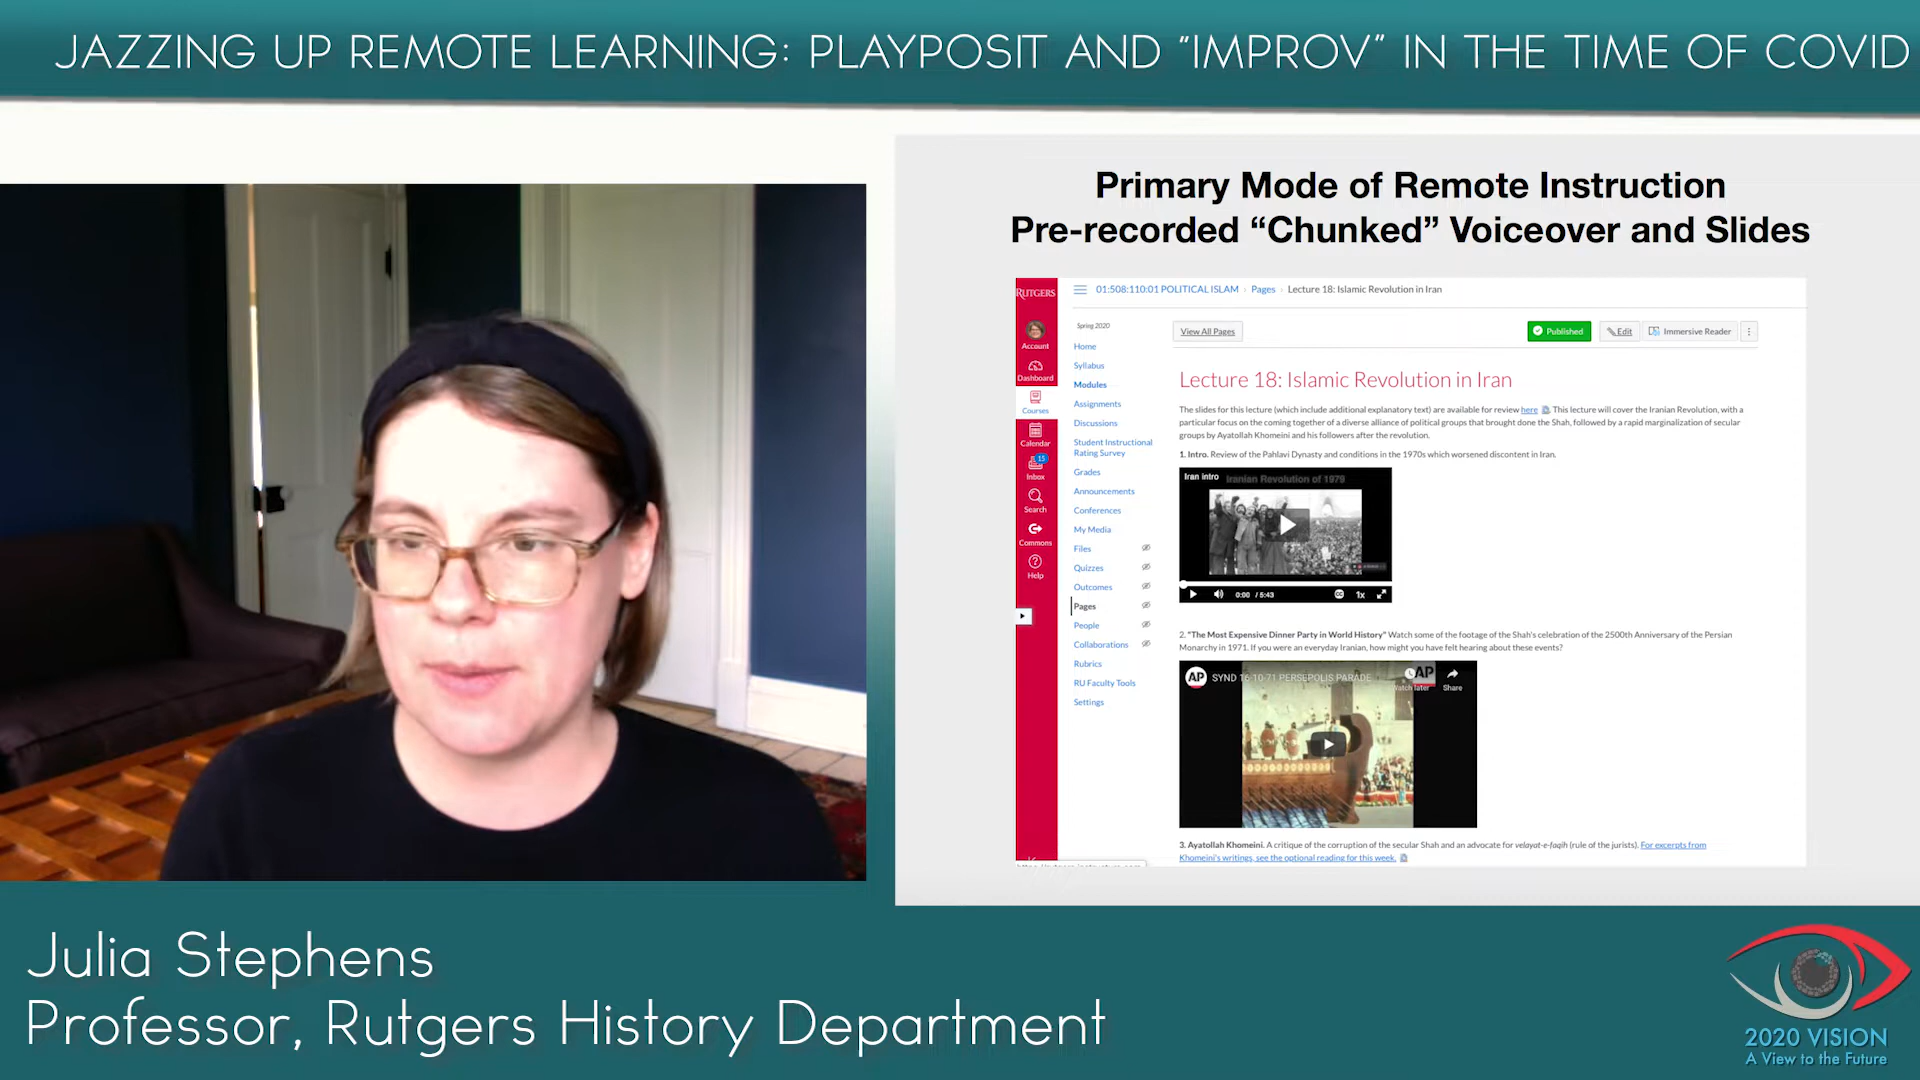 JAZZING UP REMOTE LEARNING: PLAYPOSIT AND “IMPROV” IN THE TIME OF COVID
Primary Mode of Remote Instruction
Pre-recorded “Chunked” Voiceover and Slides
RUTGERS
Account
Dashboard
Courses
Calendar
15
Inbox
Search
Commons
Help
01:508:110:01 POLITICAL ISLAM › Pages › Lecture 18: Islamic Revolution in Iran
Spring 2020
Home
Syllabus
Modules
Assignments
Discussions
Student Instructional
Rating Survey
Grades
Announcements
Conferences
My Media
Files
Quizzes
Outcomes
Pages
People
Collaborations
Rubrics
RU Faculty Tools
Settings
View All Pages
Published
Edit
Immersive Reader
Lecture 18: Islamic Revolution in Iran
The slides for this lecture (which include additional explanatory text) are available for review here. This lecture will cover the Iranian Revolution, with a
particular focus on the coming together of a diverse alliance of political groups that brought done the Shah, followed by a rapid marginalization of secular
groups by Ayatollah Khomeini and his followers after the revolution.
1. Intro. Review of the Pahlavi Dynasty and conditions in the 1970s which worsened discontent in Iran.
Iran intro
Iranian Revolution of 1979
0:00 / 5:43
CC
1x
2. “The Most Expensive Dinner Party in World History” Watch some of the footage of the Shah's celebration of the 2500th Anniversary of the Persian
Monarchy in 1971. If you were an everyday Iranian, how might you have felt hearing about these events?
AP
SYND 16-10-71 PERSEPOLIS PARADE
AP
Watch later
Share
3. Ayatollah Khomeini. A critique of the corruption of the secular Shah and an advocate for velayat-e-faqih (rule of the jurists). For excerpts from
Khomeini's writings, see the optional reading for this week.
Julia Stephens
Professor, Rutgers History Department
2020 VISION
A View to the Future